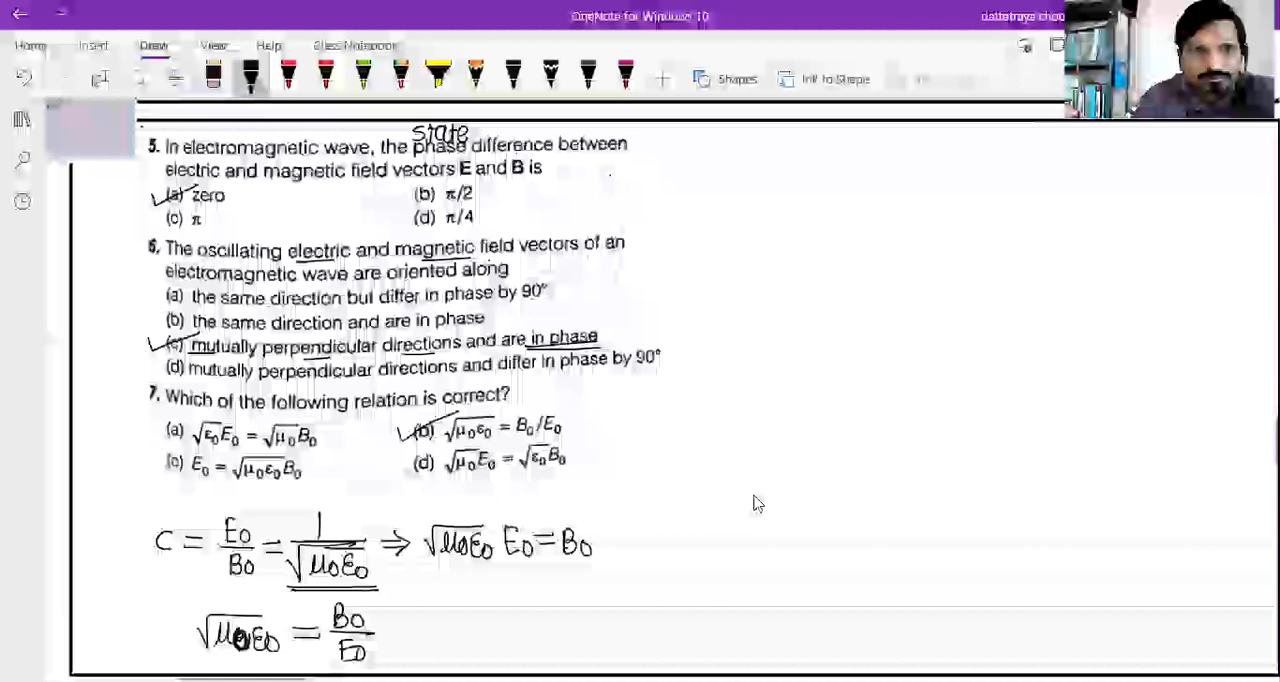 OneNote for Windows 10
dattatraya chou
Home Insert Draw View Help Class Notebook
Shapes Ink to Shape
state
5. In electromagnetic wave, the phase difference between
electric and magnetic field vectors E and B is
(a) zero (b) π/2
(c) π (d) π/4
6. The oscillating electric and magnetic field vectors of an
electromagnetic wave are oriented along
(a) the same direction but differ in phase by 90°
(b) the same direction and are in phase
(c) mutually perpendicular directions and are in phase
(d) mutually perpendicular directions and differ in phase by 90°
7. Which of the following relation is correct?
(a) √ε₀E₀ = √μ₀B₀ (b) √μ₀ε₀ = B₀/E₀
(c) E₀ = √μ₀ε₀B₀ (d) √μ₀E₀ = √ε₀B₀
C = E₀/B₀ = 1/√μ₀ε₀ ⇒ √μ₀ε₀ E₀ = B₀
√μ₀ε₀ = B₀/E₀